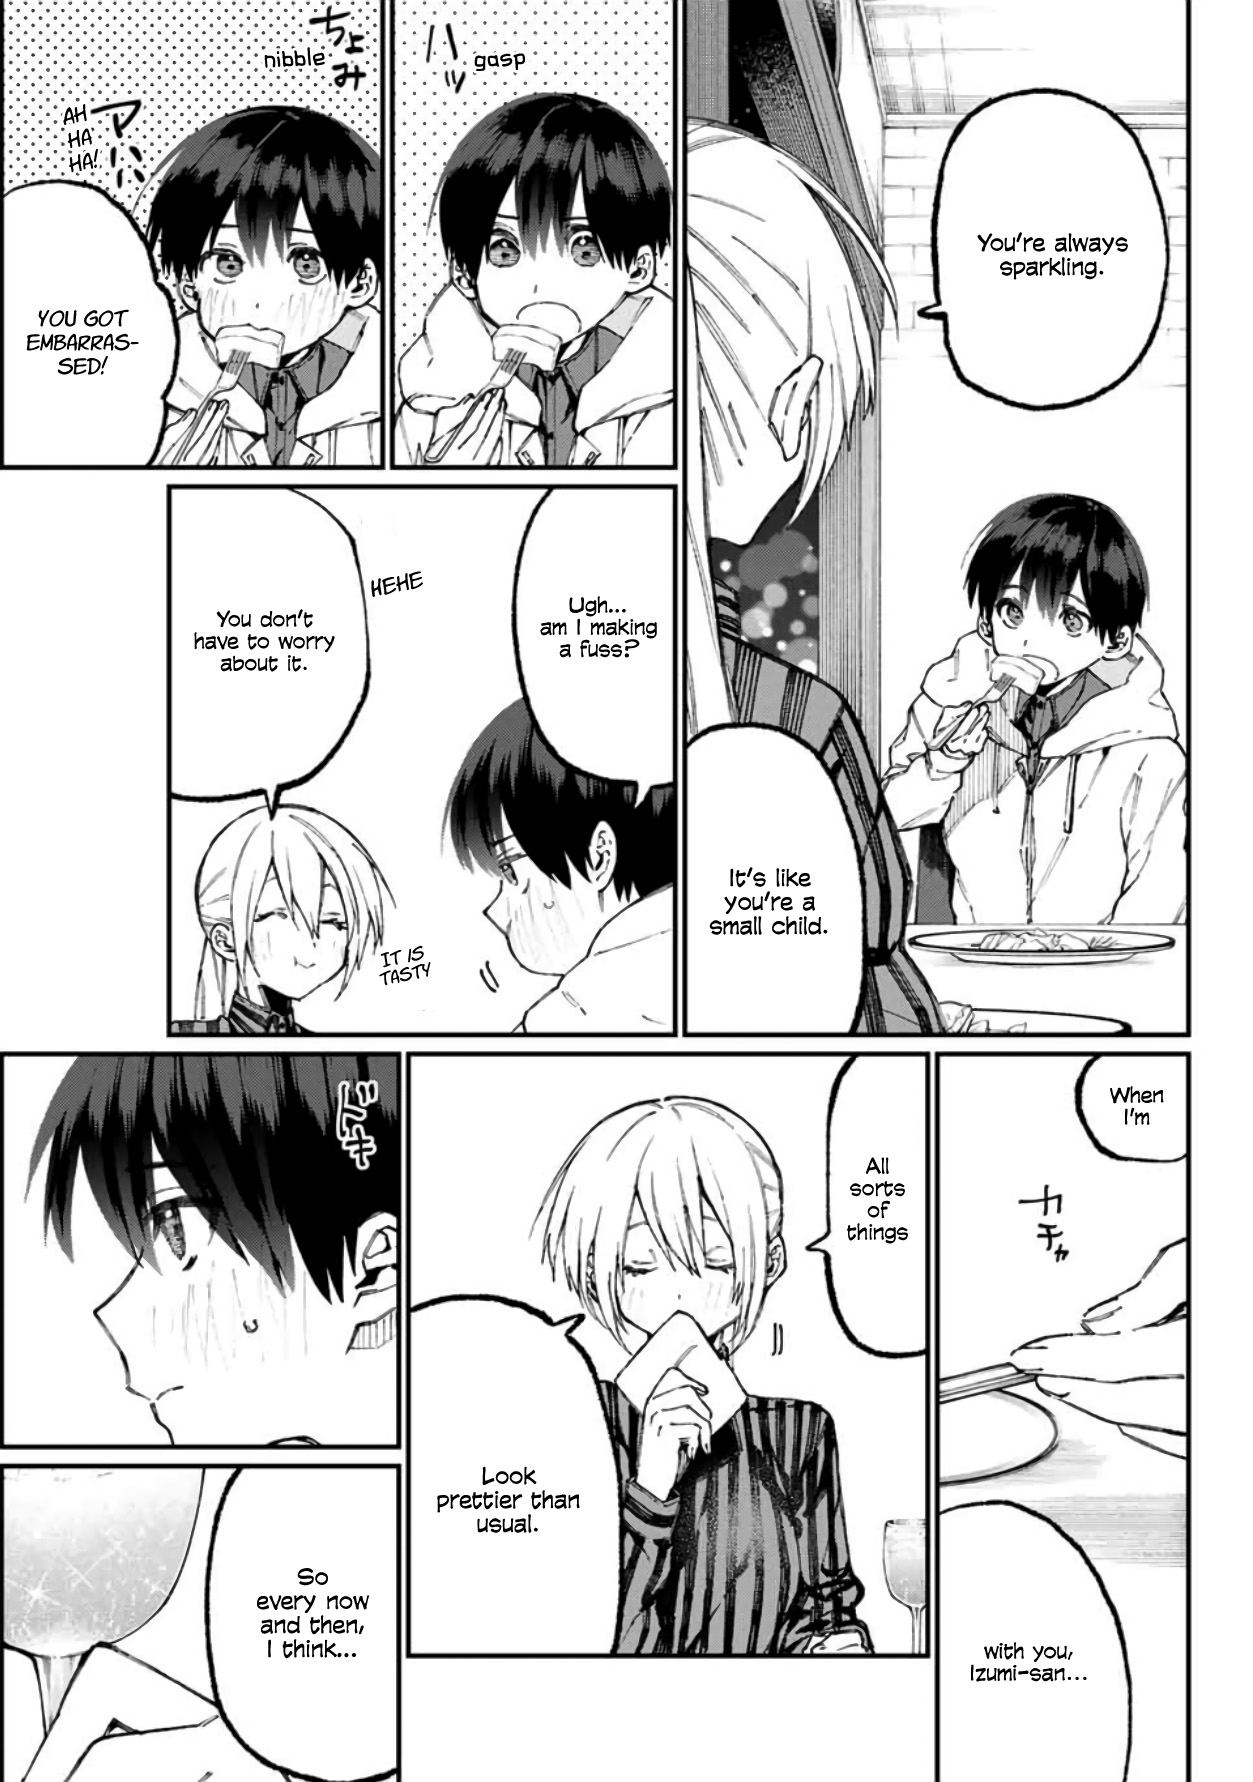 You're always
sparkling.
It's like
you're a
small child.
ハッ
gasp
ちょみ
nibble
アハハ
AH
HA
HA!
YOU GOT
EMBARRAS-
SED!
Ugh...
am I making
a fuss?
HEHE
You don't
have to worry
about it.
IT IS
TASTY
When
I'm
カチャ
with you,
Izumi-san...
All
sorts
of
things
Look
prettier than
usual.
ドキ
So
every now
and then,
I think...